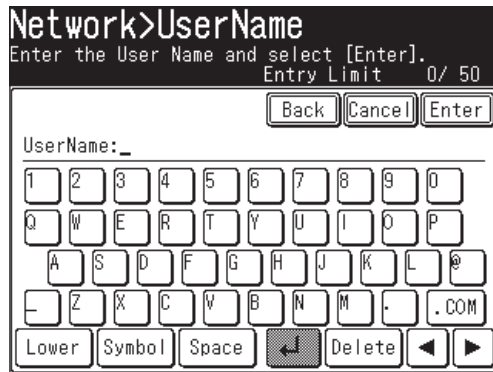 Network>UserName
Enter the User Name and select [Enter].
Entry Limit 0/ 50
Back Cancel Enter
UserName:_
1 2 3 4 5 6 7 8 9 0
Q W E R T Y U I O P
A S D F G H J K L @
_ Z X C V B N M . .COM
Lower Symbol Space ↵ Delete ◀ ▶